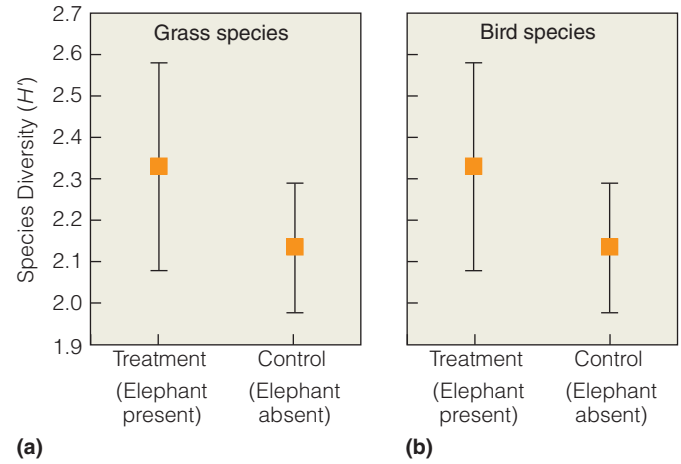 2.7
2.6
2.5
2.4
2.3
2.2
2.1
2.0
1.9
Species Diversity (H′)
Grass species
Treatment
(Elephant
present)
Control
(Elephant
absent)
(a)
Bird species
Treatment
(Elephant
present)
Control
(Elephant
absent)
(b)